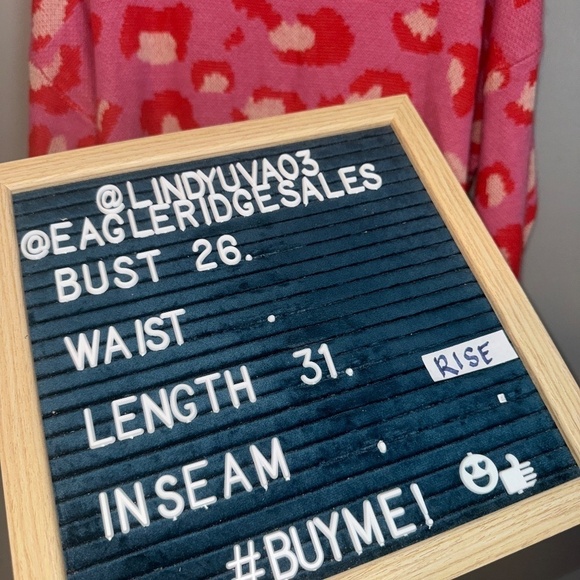 @LINDYUVA03
@EAGLERIDGESALES
BUST 26.
WAIST .
LENGTH 31.
RISE .
INSEAM .
#BUYME!